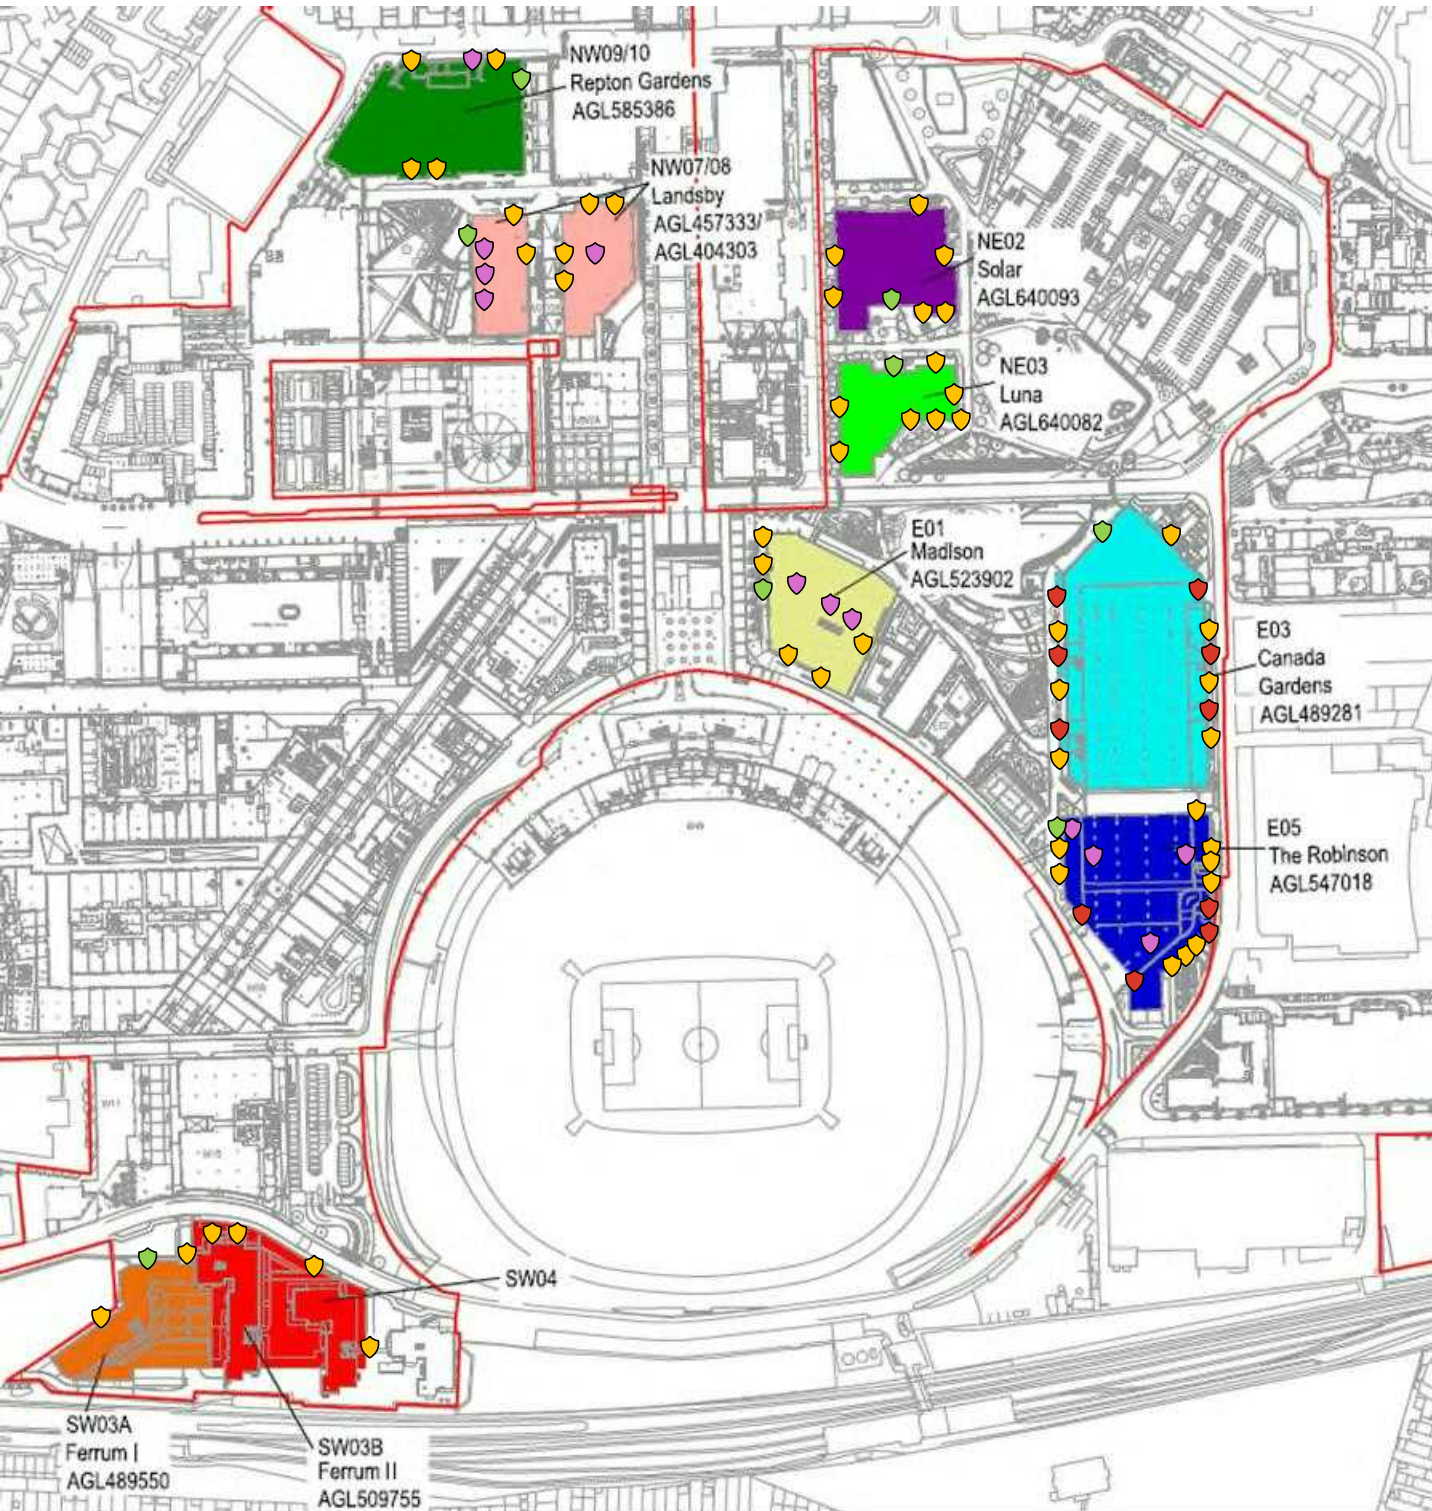 NW09/10
Repton Gardens
AGL585386
NW07/08
Landsby
AGL457333/
AGL404303
NE02
Solar
AGL640093
NE03
Luna
AGL640082
E01
Madison
AGL523902
E03
Canada
Gardens
AGL489281
E05
The Robinson
AGL547018
SW04
SW03A
Ferrum I
AGL489550
SW03B
Ferrum II
AGL509755